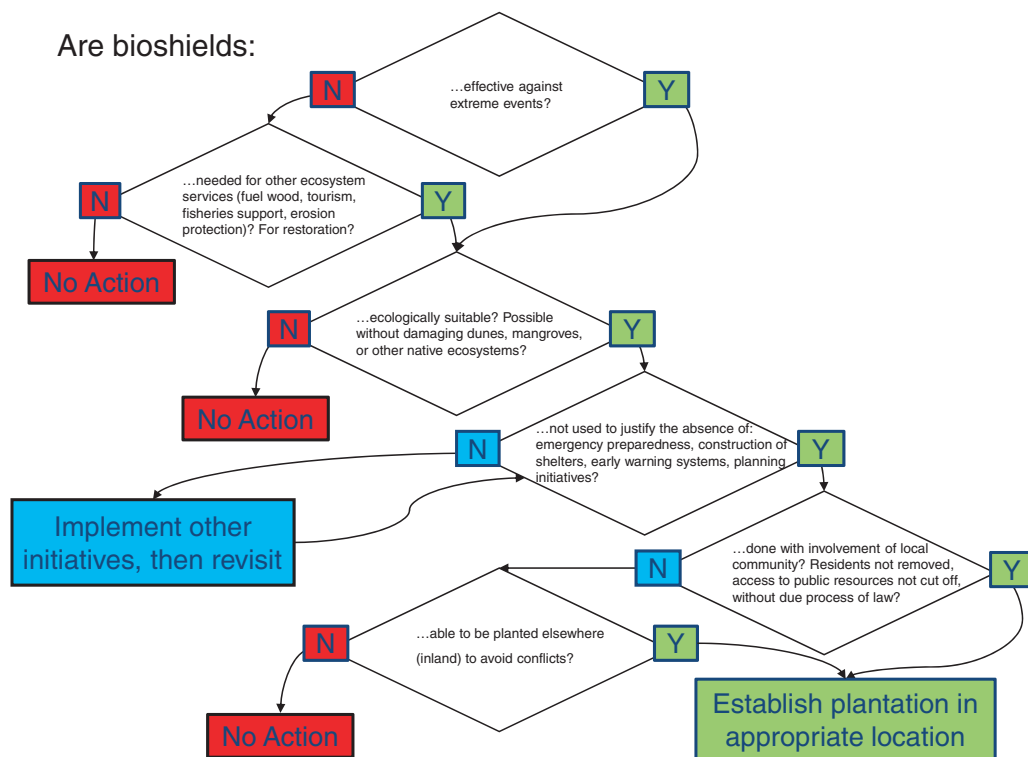 Are bioshields:
N
…effective against
extreme events?
Y
N
…needed for other ecosystem
services (fuel wood, tourism,
fisheries support, erosion
protection)? For restoration?
Y
No Action
N
…ecologically suitable? Possible
without damaging dunes, mangroves,
or other native ecosystems?
Y
No Action
N
…not used to justify the absence of:
emergency preparedness, construction of
shelters, early warning systems, planning
initiatives?
Y
Implement other
initiatives, then revisit
N
…done with involvement of local
community? Residents not removed,
access to public resources not cut off,
without due process of law?
Y
N
…able to be planted elsewhere
(inland) to avoid conflicts?
Y
No Action
Establish plantation in
appropriate location